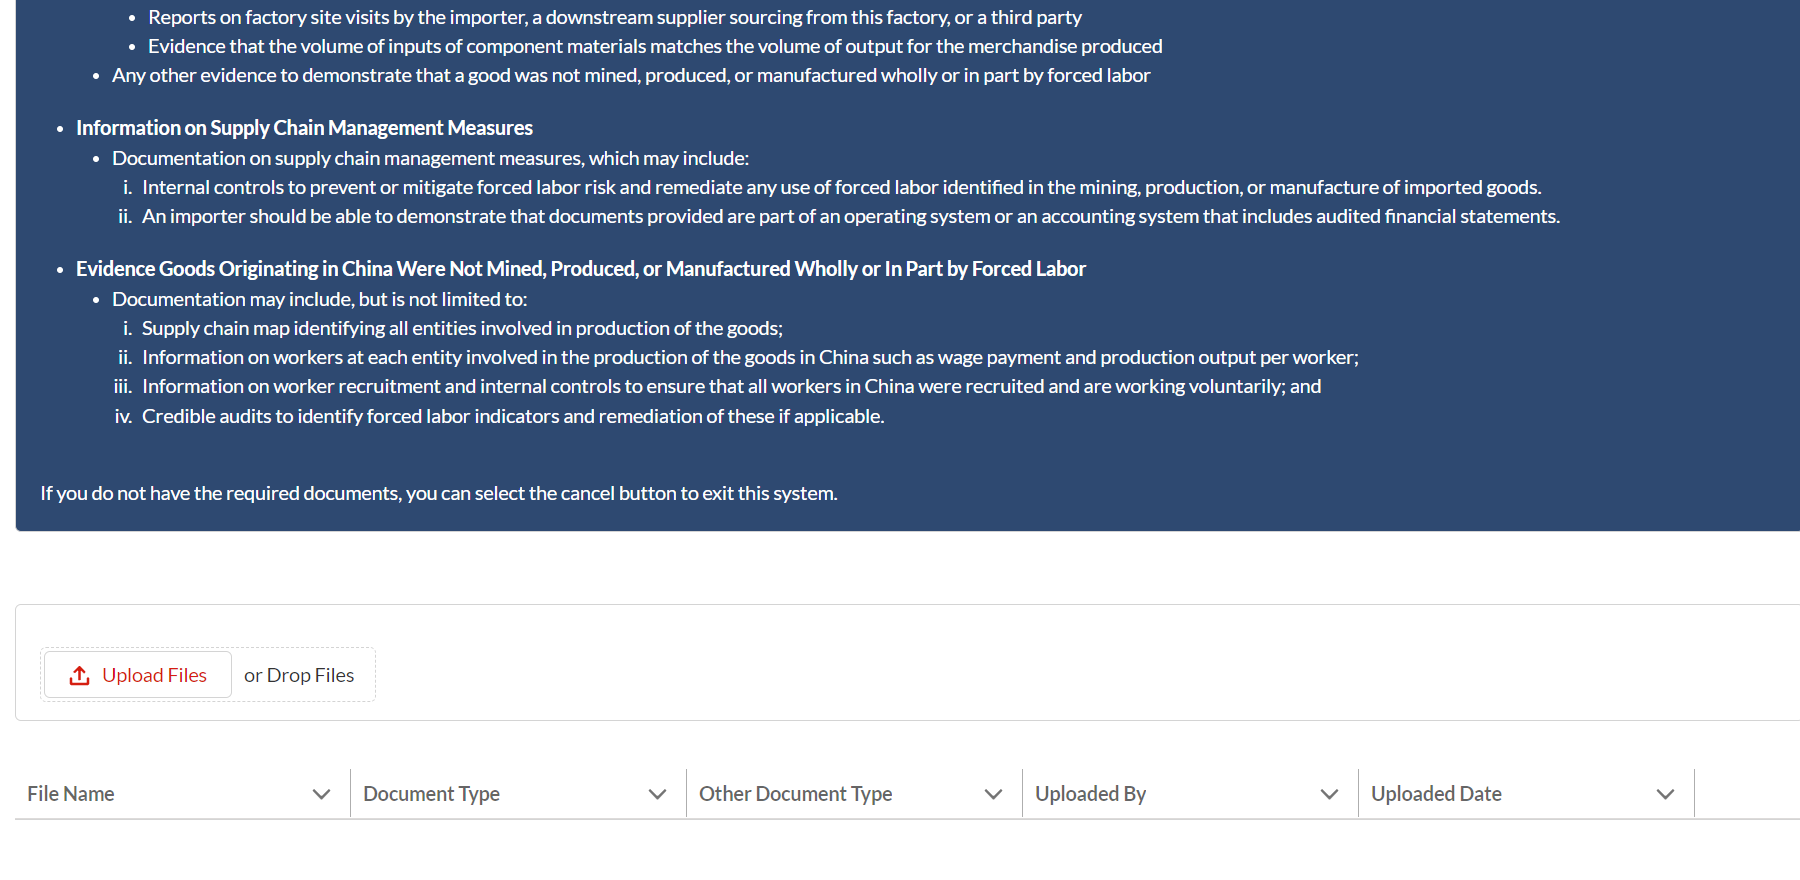 • Reports on factory site visits by the importer, a downstream supplier sourcing from this factory, or a third party
• Evidence that the volume of inputs of component materials matches the volume of output for the merchandise produced
• Any other evidence to demonstrate that a good was not mined, produced, or manufactured wholly or in part by forced labor
• Information on Supply Chain Management Measures
• Documentation on supply chain management measures, which may include:
i. Internal controls to prevent or mitigate forced labor risk and remediate any use of forced labor identified in the mining, production, or manufacture of imported goods.
ii. An importer should be able to demonstrate that documents provided are part of an operating system or an accounting system that includes audited financial statements.
• Evidence Goods Originating in China Were Not Mined, Produced, or Manufactured Wholly or In Part by Forced Labor
• Documentation may include, but is not limited to:
i. Supply chain map identifying all entities involved in production of the goods;
ii. Information on workers at each entity involved in the production of the goods in China such as wage payment and production output per worker;
iii. Information on worker recruitment and internal controls to ensure that all workers in China were recruited and are working voluntarily; and
iv. Credible audits to identify forced labor indicators and remediation of these if applicable.
If you do not have the required documents, you can select the cancel button to exit this system.
Upload Files or Drop Files
File Name Document Type Other Document Type Uploaded By Uploaded Date